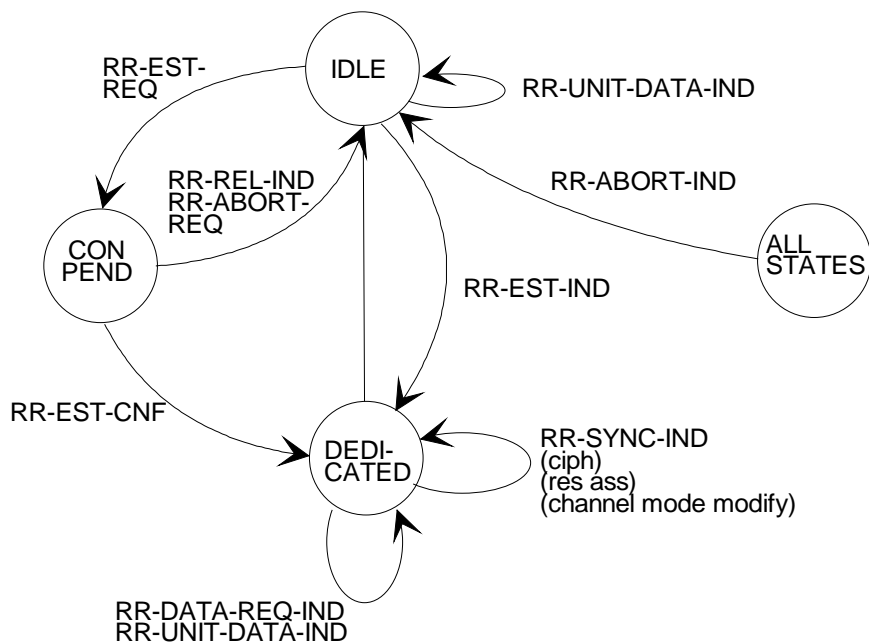 IDLE
RR-EST-
REQ
RR-UNIT-DATA-IND
RR-REL-IND
RR-ABORT-
REQ
RR-ABORT-IND
CON
PEND
ALL
STATES
RR-EST-IND
RR-EST-CNF
DEDI-
CATED
RR-SYNC-IND
(ciph)
(res ass)
(channel mode modify)
RR-DATA-REQ-IND
RR-UNIT-DATA-IND